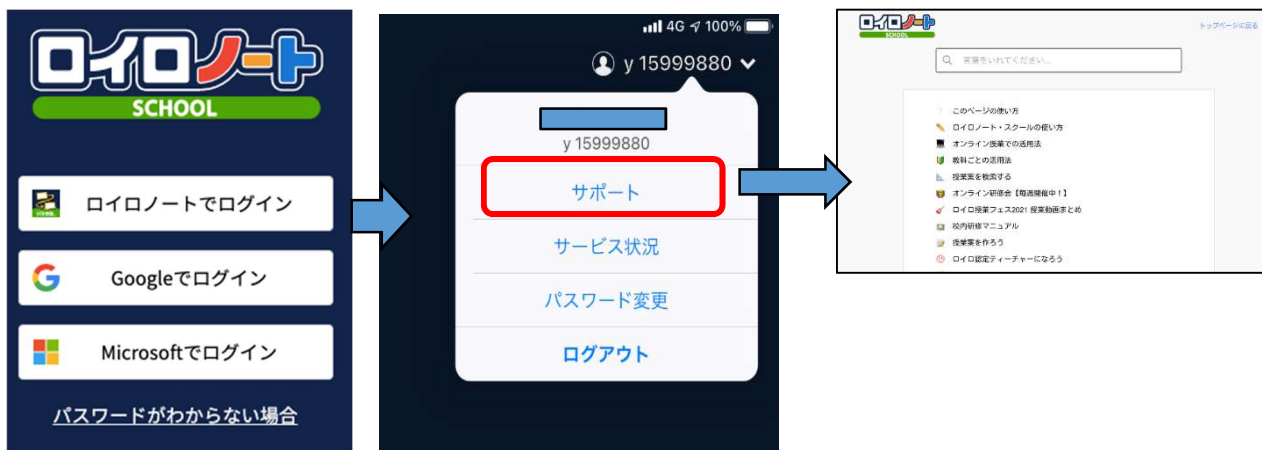 ロイロノート
SCHOOL
ロイロノートでログイン
Googleでログイン
Microsoftでログイン
パスワードがわからない場合
4G 100%
y 15999880
y 15999880
サポート
サービス状況
パスワード変更
ログアウト
ロイロノート
SCHOOL
トップページに戻る
言葉をいれてください...
このページの使い方
ロイロノート・スクールの使い方
オンライン授業での活用法
教科ごとの活用法
授業案を検索する
オンライン研修会【毎週開催中！】
ロイロ授業フェス2021 授業動画まとめ
校内研修マニュアル
授業案を作ろう
ロイロ認定ティーチャーになろう